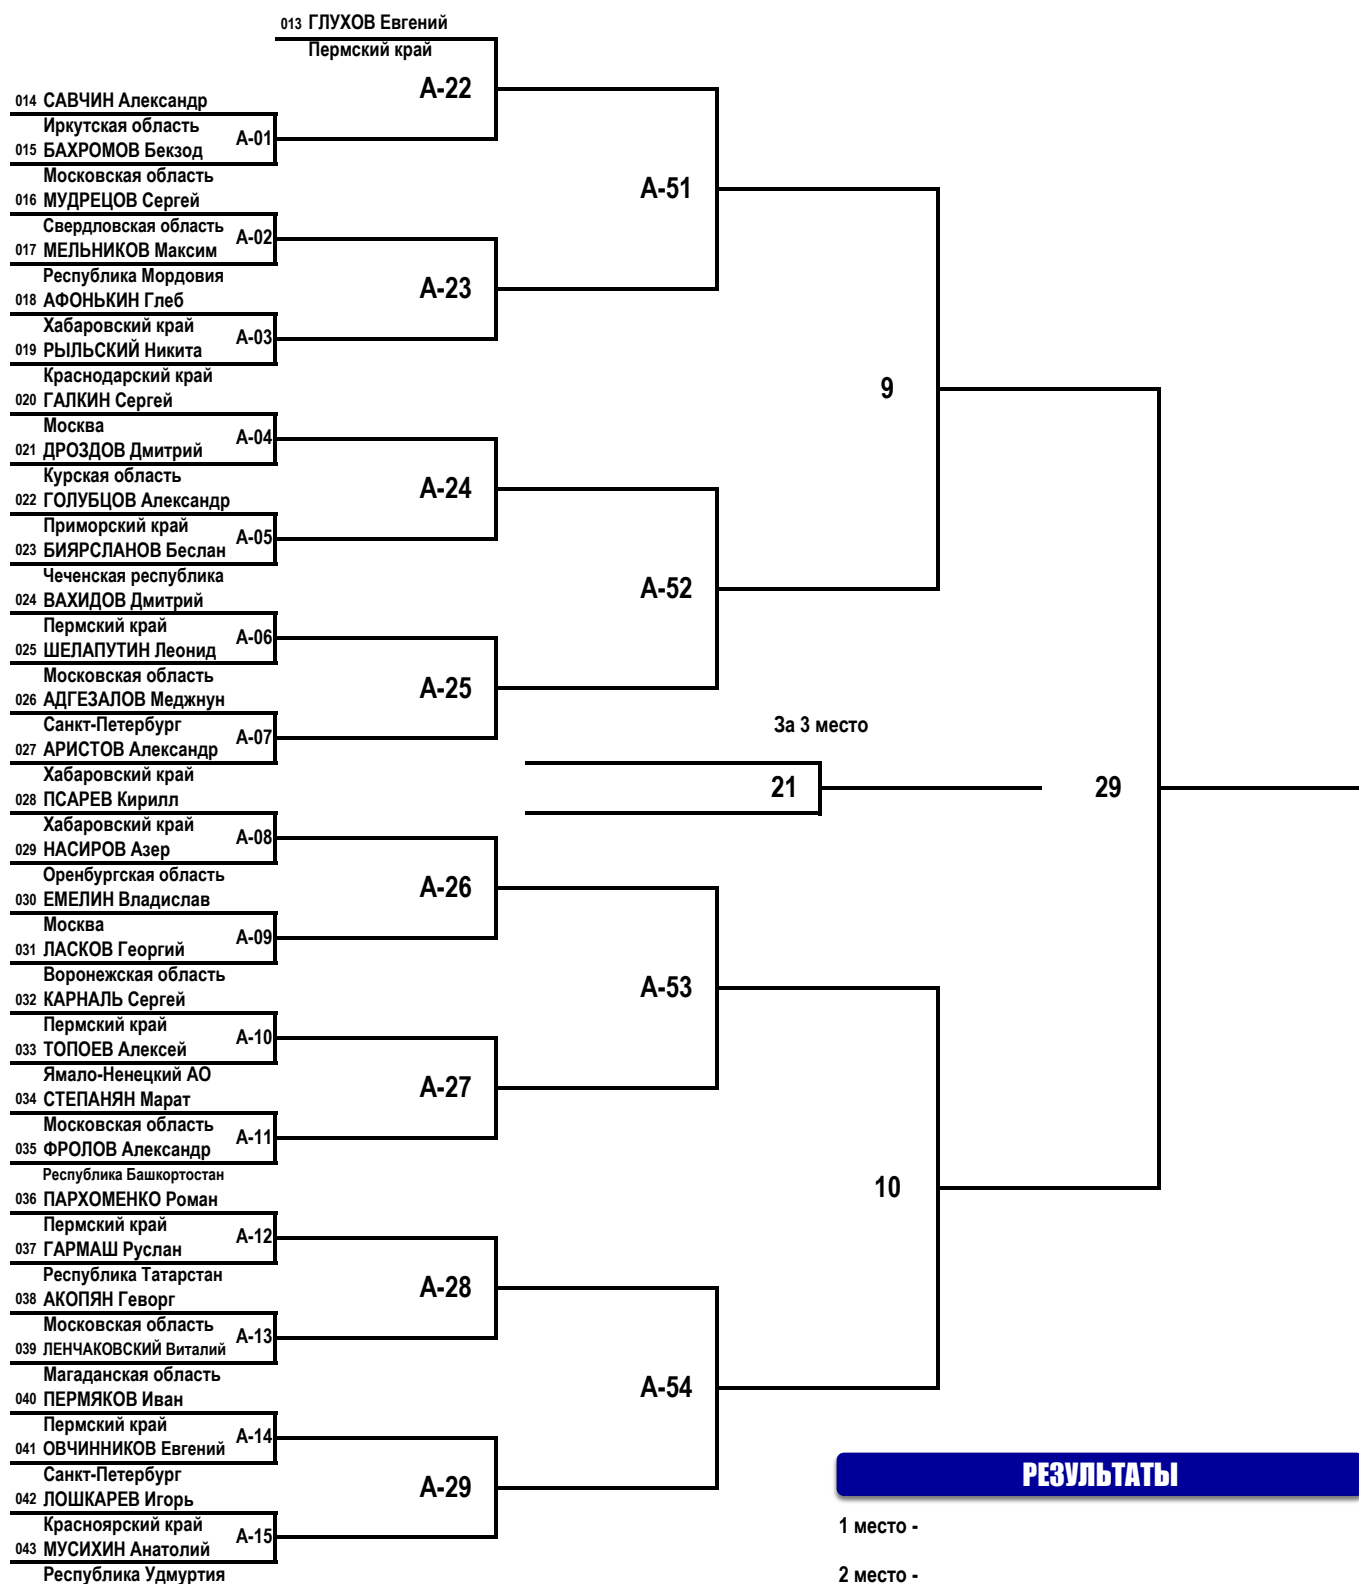 013 ГЛУХОВ Евгений
Пермский край
А-22
014 САВЧИН Александр
Иркутская область
А-01
015 БАХРОМОВ Бекзод
Московская область
А-51
016 МУДРЕЦОВ Сергей
Свердловская область
А-02
017 МЕЛЬНИКОВ Максим
Республика Мордовия
А-23
018 АФОНЬКИН Глеб
Хабаровский край
А-03
019 РЫЛЬСКИЙ Никита
Краснодарский край
9
020 ГАЛКИН Сергей
Москва
А-04
021 ДРОЗДОВ Дмитрий
Курская область
А-24
022 ГОЛУБЦОВ Александр
Приморский край
А-05
023 БИЯРСЛАНОВ Беслан
Чеченская республика
А-52
024 ВАХИДОВ Дмитрий
Пермский край
А-06
025 ШЕЛАПУТИН Леонид
Московская область
А-25
026 АДГЕЗАЛОВ Меджнун
Санкт-Петербург
За 3 место
А-07
027 АРИСТОВ Александр
Хабаровский край
21
29
028 ПСАРЕВ Кирилл
Хабаровский край
А-08
029 НАСИРОВ Азер
Оренбургская область
А-26
030 ЕМЕЛИН Владислав
Москва
А-09
031 ЛАСКОВ Георгий
Воронежская область
А-53
032 КАРНАЛЬ Сергей
Пермский край
А-10
033 ТОПОЕВ Алексей
Ямало-Ненецкий АО
А-27
034 СТЕПАНЯН Марат
Московская область
А-11
035 ФРОЛОВ Александр
Республика Башкортостан
10
036 ПАРХОМЕНКО Роман
Пермский край
А-12
037 ГАРМАШ Руслан
Республика Татарстан
А-28
038 АКОПЯН Геворг
Московская область
А-13
039 ЛЕНЧАКОВСКИЙ Виталий
Магаданская область
А-54
040 ПЕРМЯКОВ Иван
Пермский край
А-14
041 ОВЧИННИКОВ Евгений
Санкт-Петербург
РЕЗУЛЬТАТЫ
А-29
042 ЛОШКАРЕВ Игорь
Красноярский край
1 место -
А-15
043 МУСИХИН Анатолий
Республика Удмуртия
2 место -